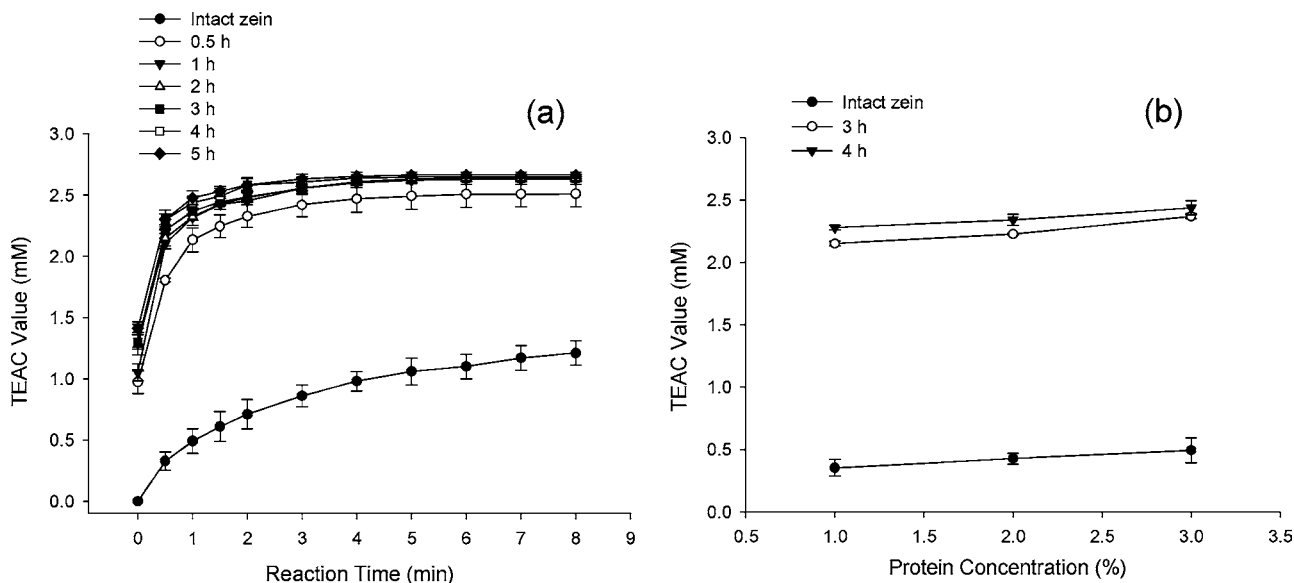 Intact zein
0.5 h
1 h
2 h
3 h
4 h
5 h
(a)
3.0
2.5
2.0
1.5
1.0
0.5
0.0
TEAC Value (mM)
0 1 2 3 4 5 6 7 8 9
Reaction Time (min)
Intact zein
3 h
4 h
(b)
3.0
2.5
2.0
1.5
1.0
0.5
0.0
TEAC Value (mM)
0.5 1.0 1.5 2.0 2.5 3.0 3.5
Protein Concentration (%)